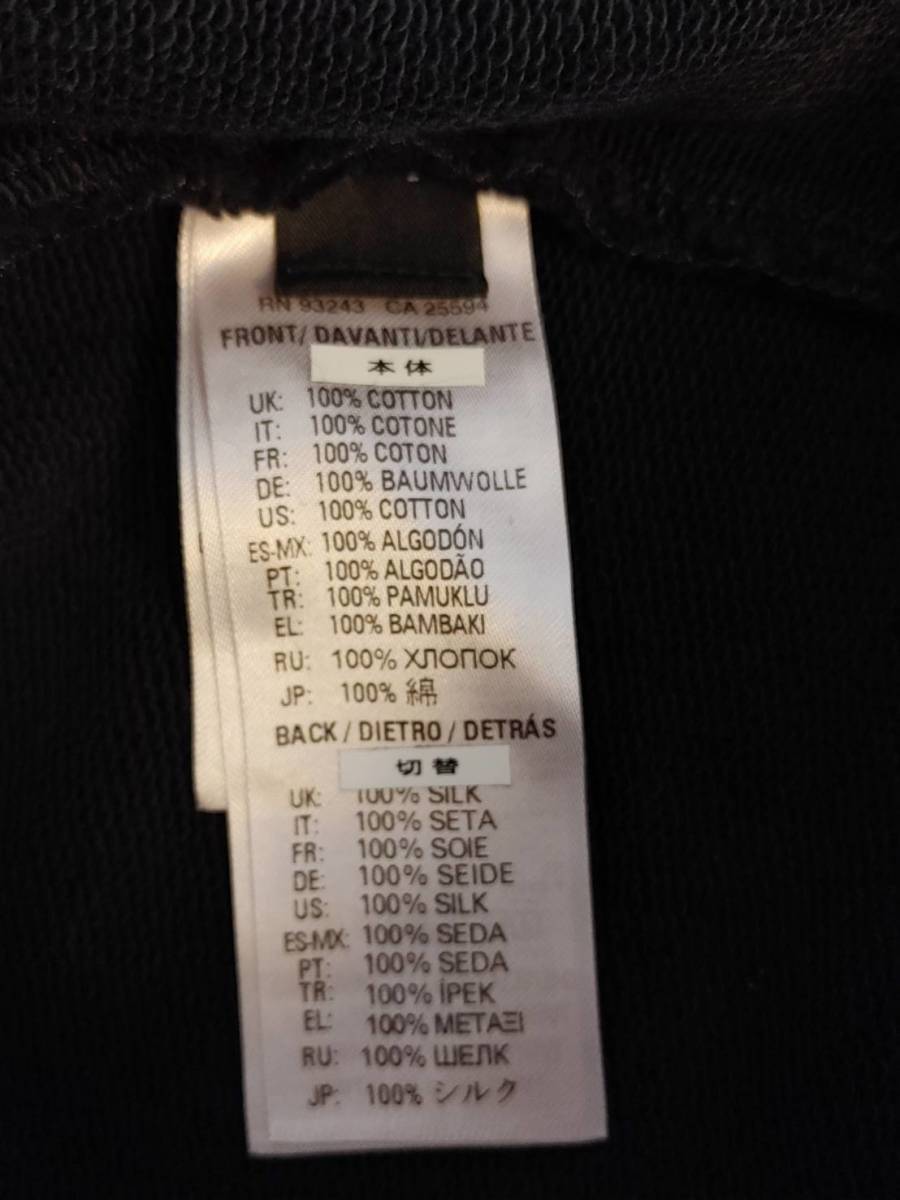 RN 93243 CA 25594
FRONT/ DAVANTI/DELANTE
本体
UK: 100% COTTON
IT: 100% COTONE
FR: 100% COTON
DE: 100% BAUMWOLLE
US: 100% COTTON
ES-MX: 100% ALGODÓN
PT: 100% ALGODÃO
TR: 100% PAMUKLU
EL: 100% ΒΑΜΒΑΚΙ
RU: 100% ХЛОПОК
JP: 100% 綿
BACK / DIETRO / DETRÁS
切替
UK: 100% SILK
IT: 100% SETA
FR: 100% SOIE
DE: 100% SEIDE
US: 100% SILK
ES-MX: 100% SEDA
PT: 100% SEDA
TR: 100% İPEK
EL: 100% ΜΕΤΑΞΙ
RU: 100% ШЕЛК
JP: 100% シルク